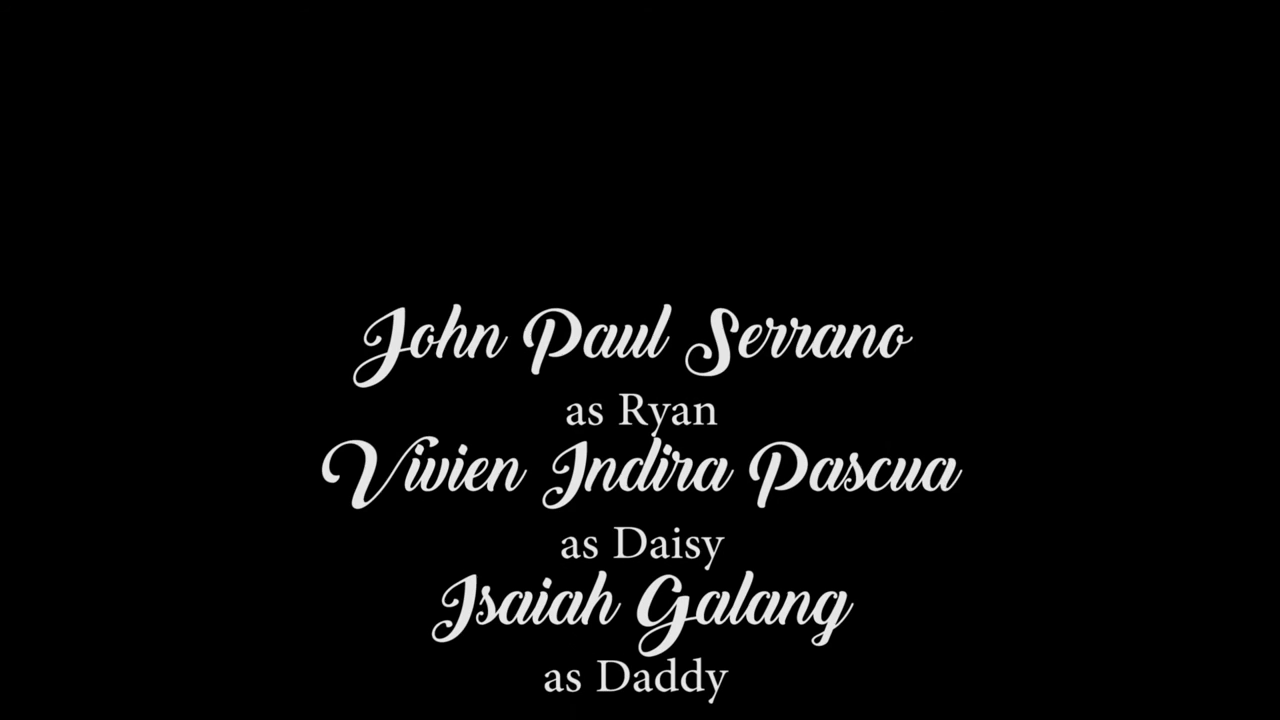 John Paul Serrano
as Ryan
Vivien Indira Pascua
as Daisy
Isaiah Galang
as Daddy